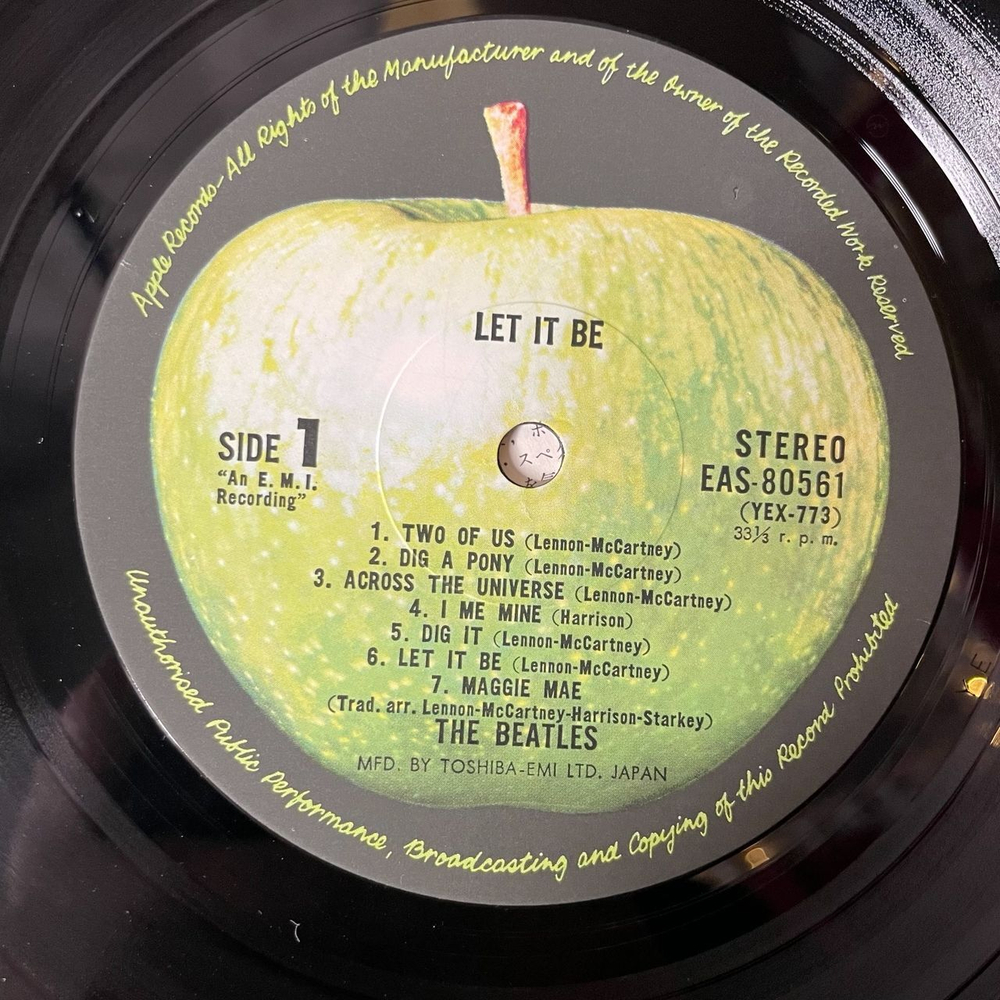 Apple Records-All Rights of the Manufacturer and of the Owner of the Recorded Work Reserved
LET IT BE
SIDE 1
"An E. M. I.
Recording"
STEREO
EAS-80561
(YEX-773)
33⅓ r. p. m.
1. TWO OF US (Lennon-McCartney)
2. DIG A PONY (Lennon-McCartney)
3. ACROSS THE UNIVERSE (Lennon-McCartney)
4. I ME MINE (Harrison)
5. DIG IT (Lennon-McCartney)
6. LET IT BE (Lennon-McCartney)
7. MAGGIE MAE
(Trad. arr. Lennon-McCartney-Harrison-Starkey)
THE BEATLES
MFD. BY TOSHIBA-EMI LTD. JAPAN
Unauthorised Public Performance, Broadcasting and Copying of this Record Prohibited